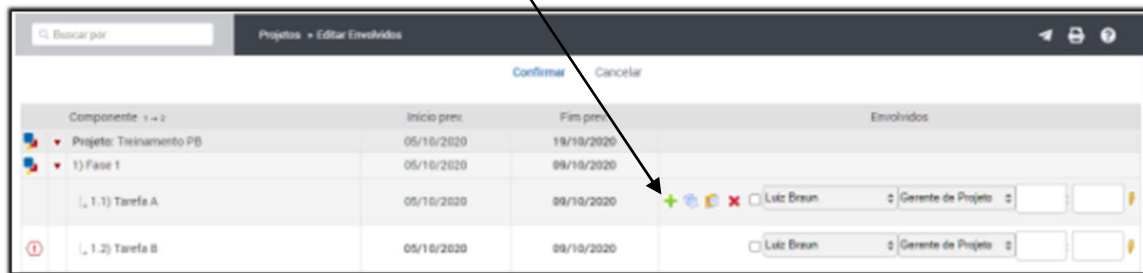 Buscar por Projetos » Editar Envolvidos
Confirmar Cancelar
Componente 1→2 Início prev. Fim prev. Envolvidos
Projeto: Treinamento PB 05/10/2020 19/10/2020
1) Fase 1 05/10/2020 09/10/2020
1.1) Tarefa A 05/10/2020 09/10/2020 Luiz Braun Gerente de Projeto :
1.2) Tarefa B 05/10/2020 09/10/2020 Luiz Braun Gerente de Projeto :